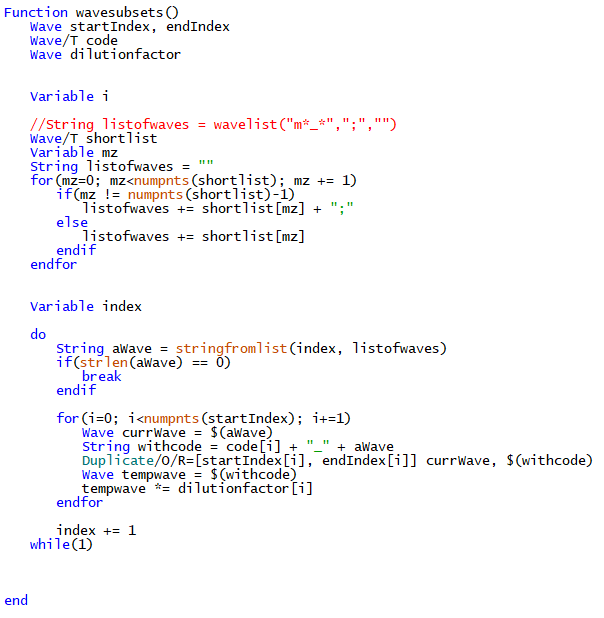 Function wavesubsets()
Wave startIndex, endIndex
Wave/T code
Wave dilutionfactor
Variable i
//String listofwaves = wavelist("m*_*",";","")
Wave/T shortlist
Variable mz
String listofwaves = ""
for(mz=0; mz<numpnts(shortlist); mz += 1)
if(mz != numpnts(shortlist)-1)
listofwaves += shortlist[mz] + ";"
else
listofwaves += shortlist[mz]
endif
endfor
Variable index
do
String aWave = stringfromlist(index, listofwaves)
if(strlen(aWave) == 0)
break
endif
for(i=0; i<numpnts(startIndex); i+=1)
Wave currWave = $(aWave)
String withcode = code[i] + "_" + aWave
Duplicate/O/R=[startIndex[i], endIndex[i]] currWave, $(withcode)
Wave tempwave = $(withcode)
tempwave *= dilutionfactor[i]
endfor
index += 1
while(1)
end